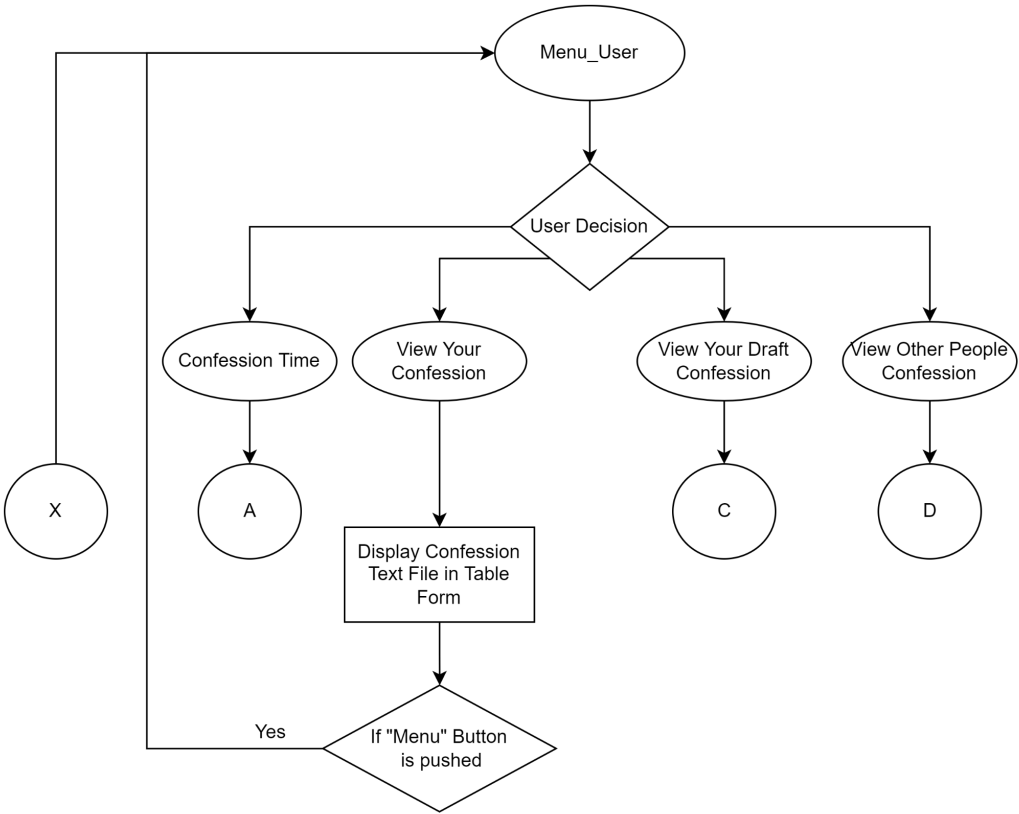 Menu_User
User Decision
Confession Time
View Your
Confession
View Your Draft
Confession
View Other People
Confession
X
A
C
D
Display Confession
Text File in Table
Form
Yes
If "Menu" Button
is pushed